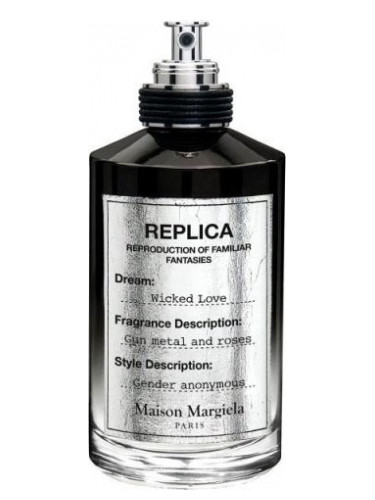 REPLICA
REPRODUCTION OF FAMILIAR
FANTASIES
Dream:
Wicked Love
Fragrance Description:
Gun metal and roses
Style Description:
Gender anonymous
Maison Margiela
PARIS